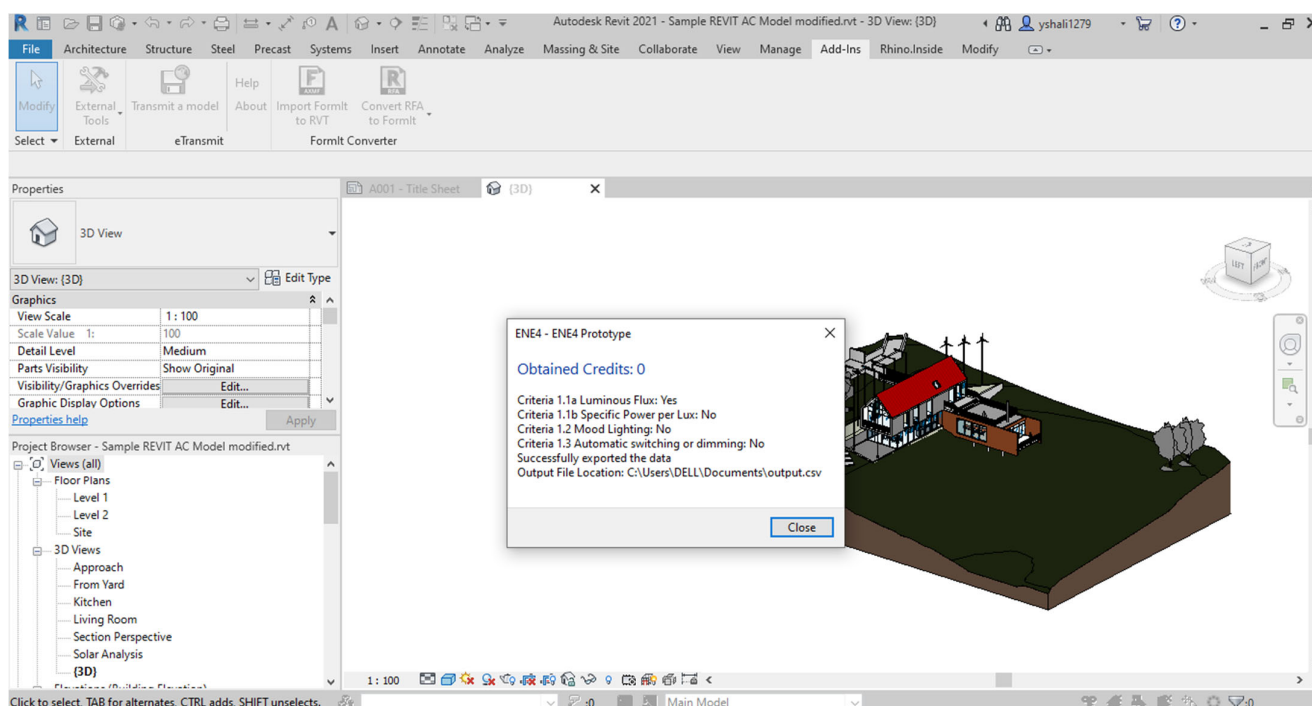 Autodesk Revit 2021 - Sample REVIT AC Model modified.rvt - 3D View: {3D}
yshali1279
File Architecture Structure Steel Precast Systems Insert Annotate Analyze Massing & Site Collaborate View Manage Add-Ins Rhino.Inside Modify
Modify
External Tools
Transmit a model
Help
About
Import FormIt to RVT
Convert RFA to FormIt
Select External eTransmit FormIt Converter
Properties
A001 - Title Sheet
{3D}
3D View
3D View: {3D}
Edit Type
Graphics
View Scale 1 : 100
Scale Value 1: 100
Detail Level Medium
Parts Visibility Show Original
Visibility/Graphics Overrides Edit...
Graphic Display Options Edit...
Properties help
Apply
Project Browser - Sample REVIT AC Model modified.rvt
Views (all)
Floor Plans
Level 1
Level 2
Site
3D Views
Approach
From Yard
Kitchen
Living Room
Section Perspective
Solar Analysis
{3D}
Elevations (Building Elevation)
LEFT
FRONT
ENE4 - ENE4 Prototype
Obtained Credits: 0
Criteria 1.1a Luminous Flux: Yes
Criteria 1.1b Specific Power per Lux: No
Criteria 1.2 Mood Lighting: No
Criteria 1.3 Automatic switching or dimming: No
Successfully exported the data
Output File Location: C:\Users\DELL\Documents\output.csv
Close
1 : 100
Click to select, TAB for alternates, CTRL adds, SHIFT unselects.
:0
Main Model
:0